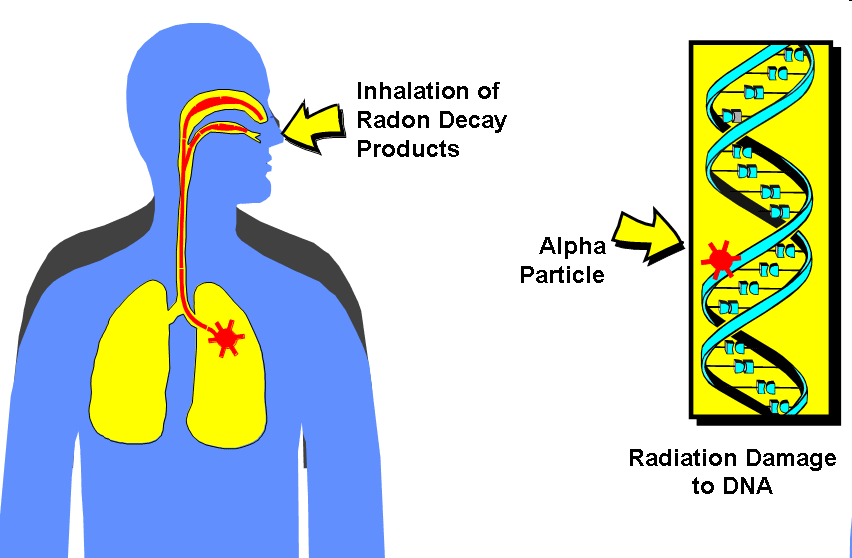 Inhalation of
Radon Decay
Products
Alpha
Particle
Radiation Damage
to DNA